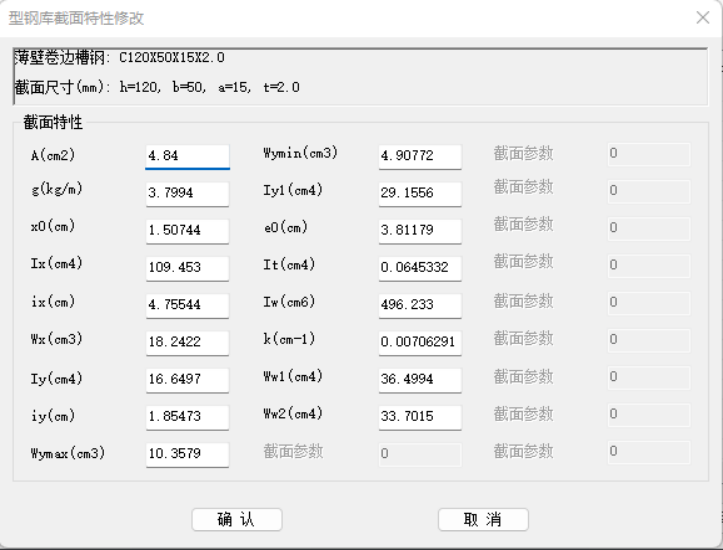 型钢库截面特性修改
薄壁卷边槽钢: C120X50X15X2.0
截面尺寸(mm): h=120, b=50, a=15, t=2.0
截面特性
A(cm2) 4.84 Wymin(cm3) 4.90772 截面参数 0
g(kg/m) 3.7994 Iy1(cm4) 29.1556 截面参数 0
x0(cm) 1.50744 e0(cm) 3.81179 截面参数 0
Ix(cm4) 109.453 It(cm4) 0.0645332 截面参数 0
ix(cm) 4.75544 Iw(cm6) 496.233 截面参数 0
Wx(cm3) 18.2422 k(cm-1) 0.00706291 截面参数 0
Iy(cm4) 16.6497 Ww1(cm4) 36.4994 截面参数 0
iy(cm) 1.85473 Ww2(cm4) 33.7015 截面参数 0
Wymax(cm3) 10.3579 截面参数 0 截面参数 0
确 认 取 消